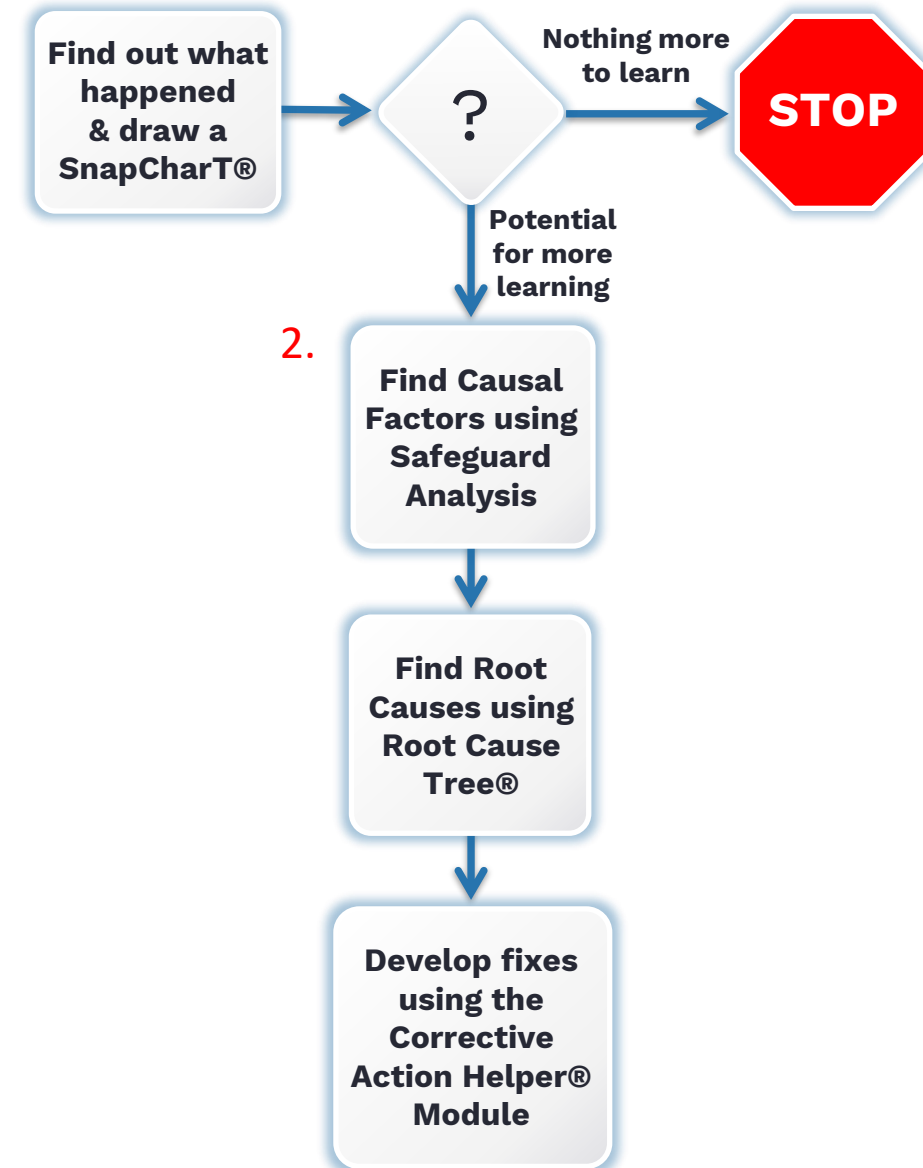 Find out what
happened
& draw a
SnapCharT®
?
Nothing more
to learn
STOP
Potential
for more
learning
2.
Find Causal
Factors using
Safeguard
Analysis
Find Root
Causes using
Root Cause
Tree®
Develop fixes
using the
Corrective
Action Helper®
Module